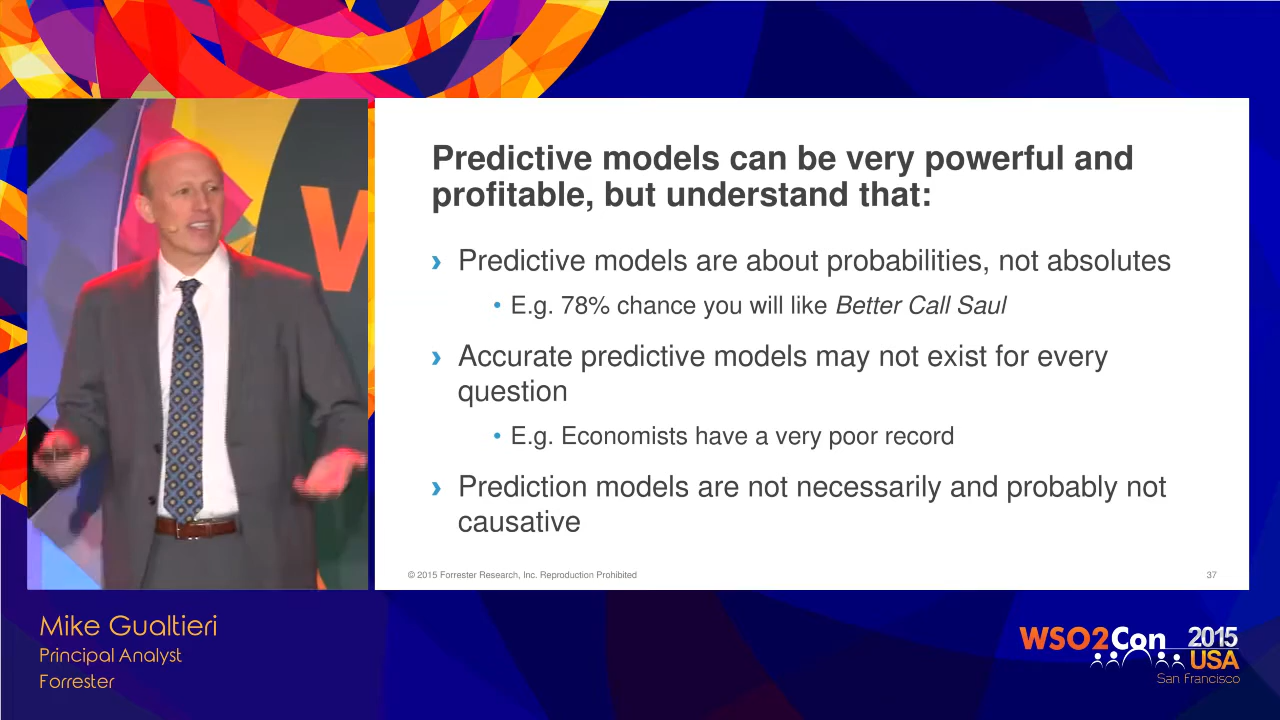 Predictive models can be very powerful and
profitable, but understand that:
› Predictive models are about probabilities, not absolutes
• E.g. 78% chance you will like Better Call Saul
› Accurate predictive models may not exist for every
question
• E.g. Economists have a very poor record
› Prediction models are not necessarily and probably not
causative
© 2015 Forrester Research, Inc. Reproduction Prohibited
37
W
Mike Gualtieri
Principal Analyst
Forrester
WSO2Con 2015
USA
San Francisco